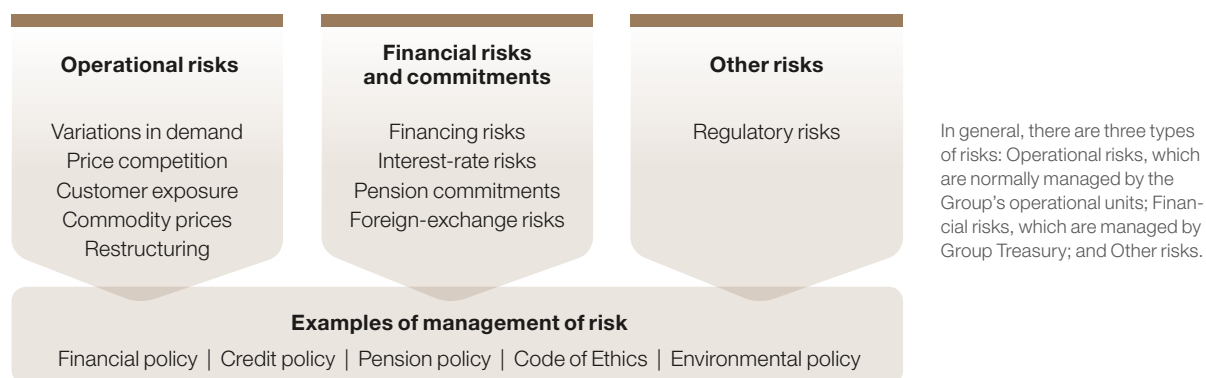 Operational risks
Variations in demand
Price competition
Customer exposure
Commodity prices
Restructuring
Financial risks
and commitments
Financing risks
Interest-rate risks
Pension commitments
Foreign-exchange risks
Other risks
Regulatory risks
In general, there are three types
of risks: Operational risks, which
are normally managed by the
Group’s operational units; Finan-
cial risks, which are managed by
Group Treasury; and Other risks.
Examples of management of risk
Financial policy | Credit policy | Pension policy | Code of Ethics | Environmental policy